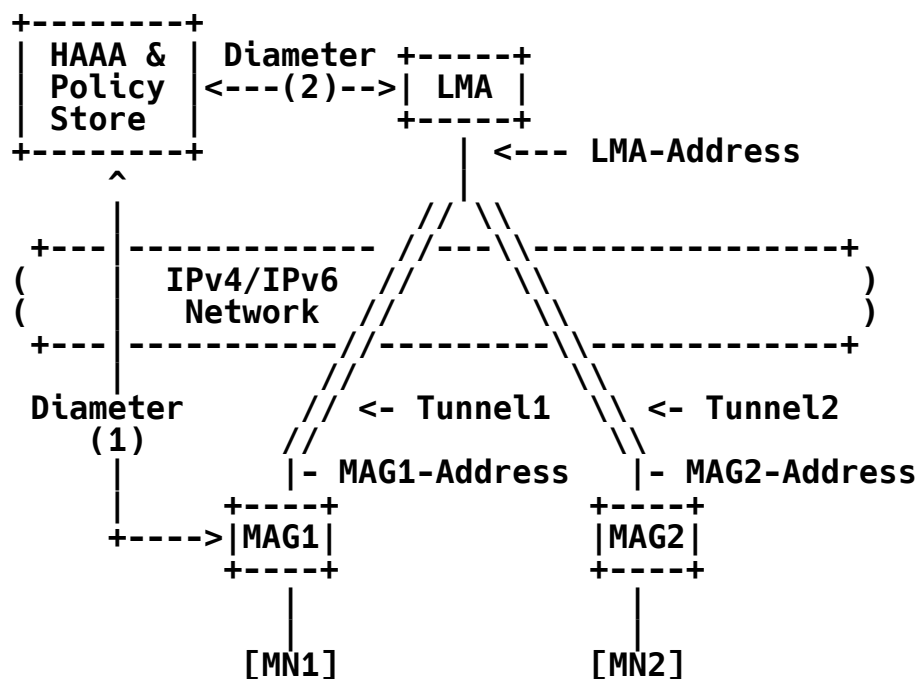 +--------+
| HAAA & | Diameter +-----+
| Policy |<---(2)-->| LMA |
| Store  |          +-----+
+--------+             | <--- LMA-Address
     ^                 |
     |               // \\
 +---|------------- //---\\----------------+
(    |  IPv4/IPv6  //     \\                )
(    |   Network  //       \\               )
 +---|-----------//---------\\-------------+
     |          //           \\
Diameter       // <- Tunnel1  \\ <- Tunnel2
   (1)        //               \\
     |        |- MAG1-Address   |- MAG2-Address
     |     +----+             +----+
     +---->|MAG1|             |MAG2|
           +----+             +----+
              |                 |
              |                 |
            [MN1]             [MN2]